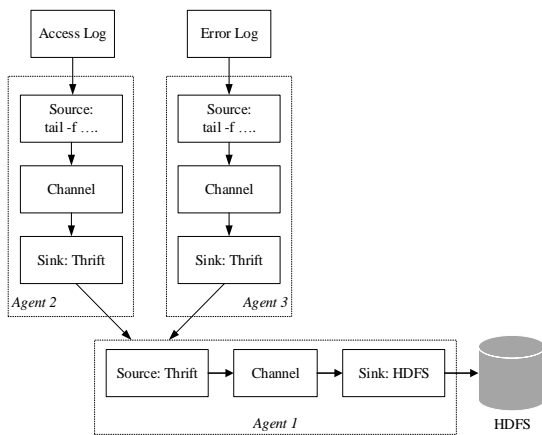 Access Log
Error Log
Source:
tail -f ….
Source:
tail -f ….
Channel
Channel
Sink: Thrift
Sink: Thrift
Agent 2
Agent 3
Source: Thrift
Channel
Sink: HDFS
Agent 1
HDFS